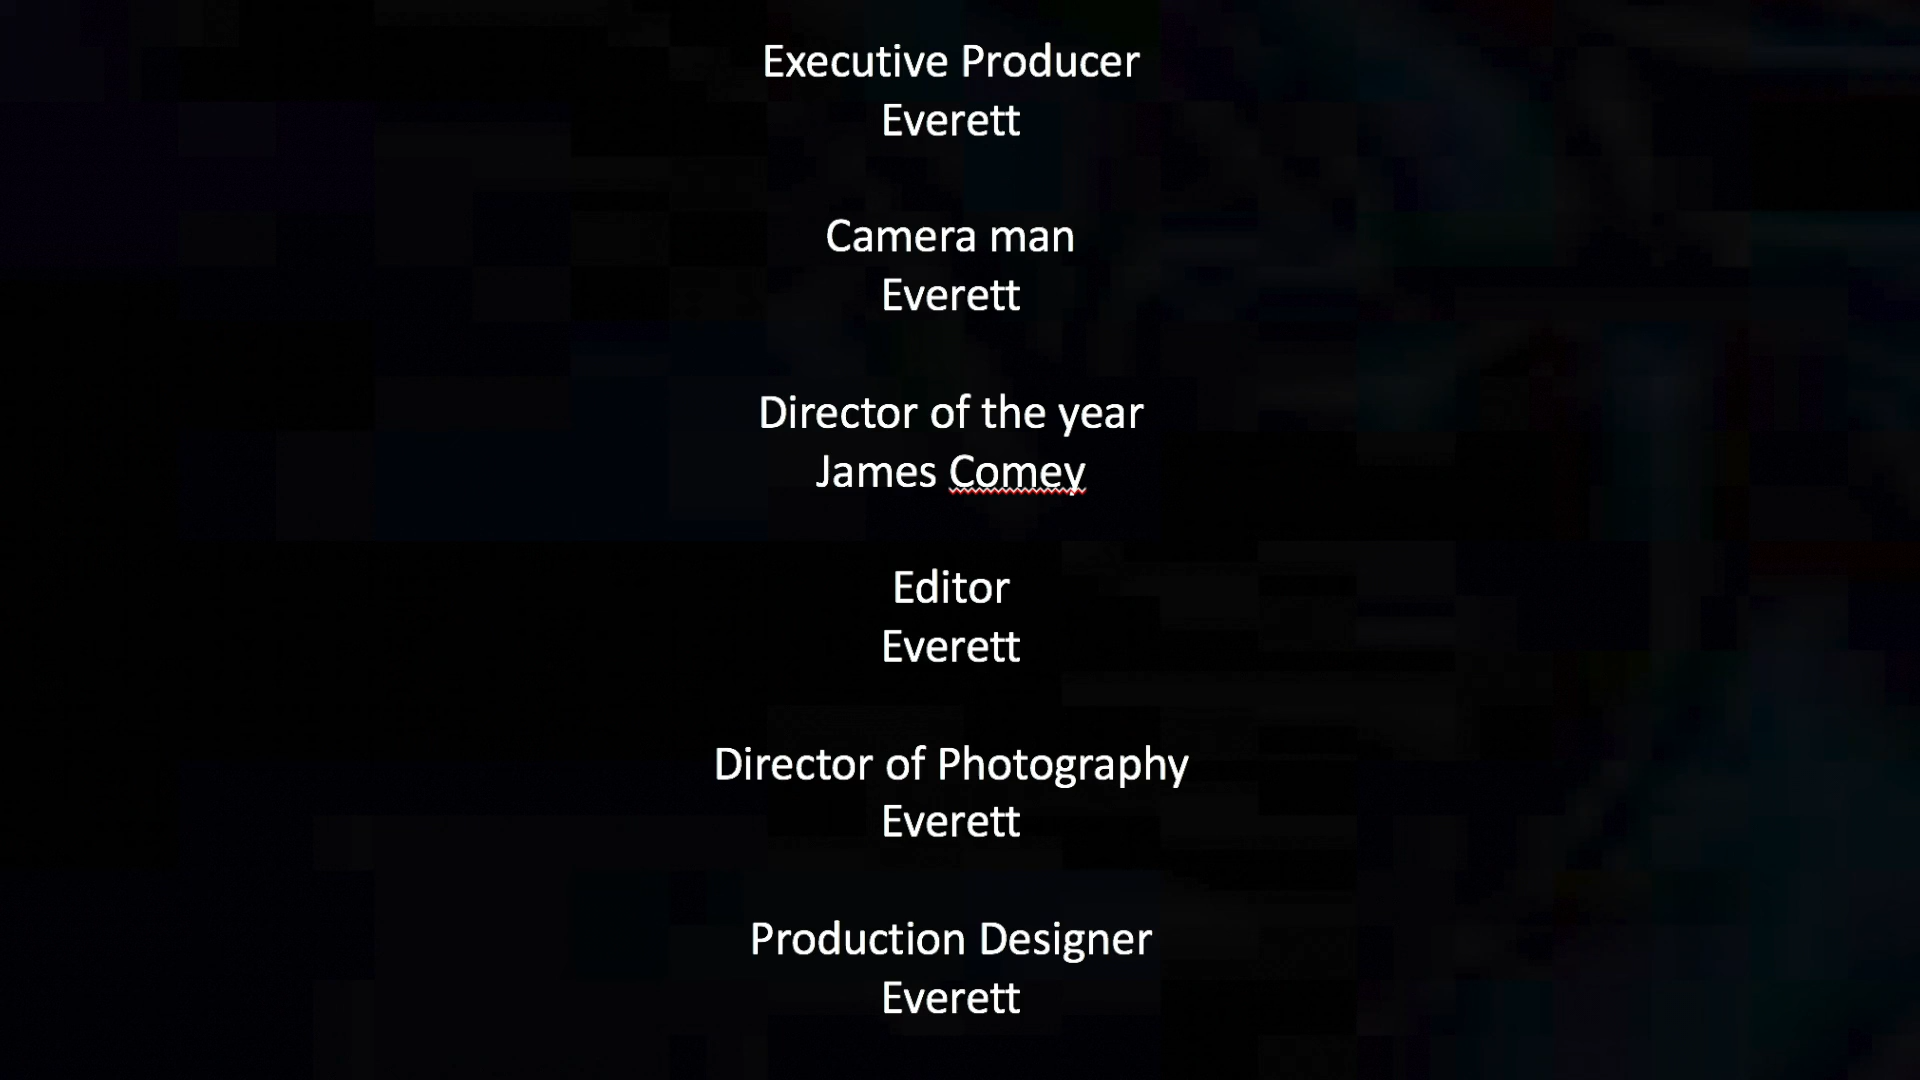 Executive Producer
Everett
Camera man
Everett
Director of the year
James Comey
Editor
Everett
Director of Photography
Everett
Production Designer
Everett